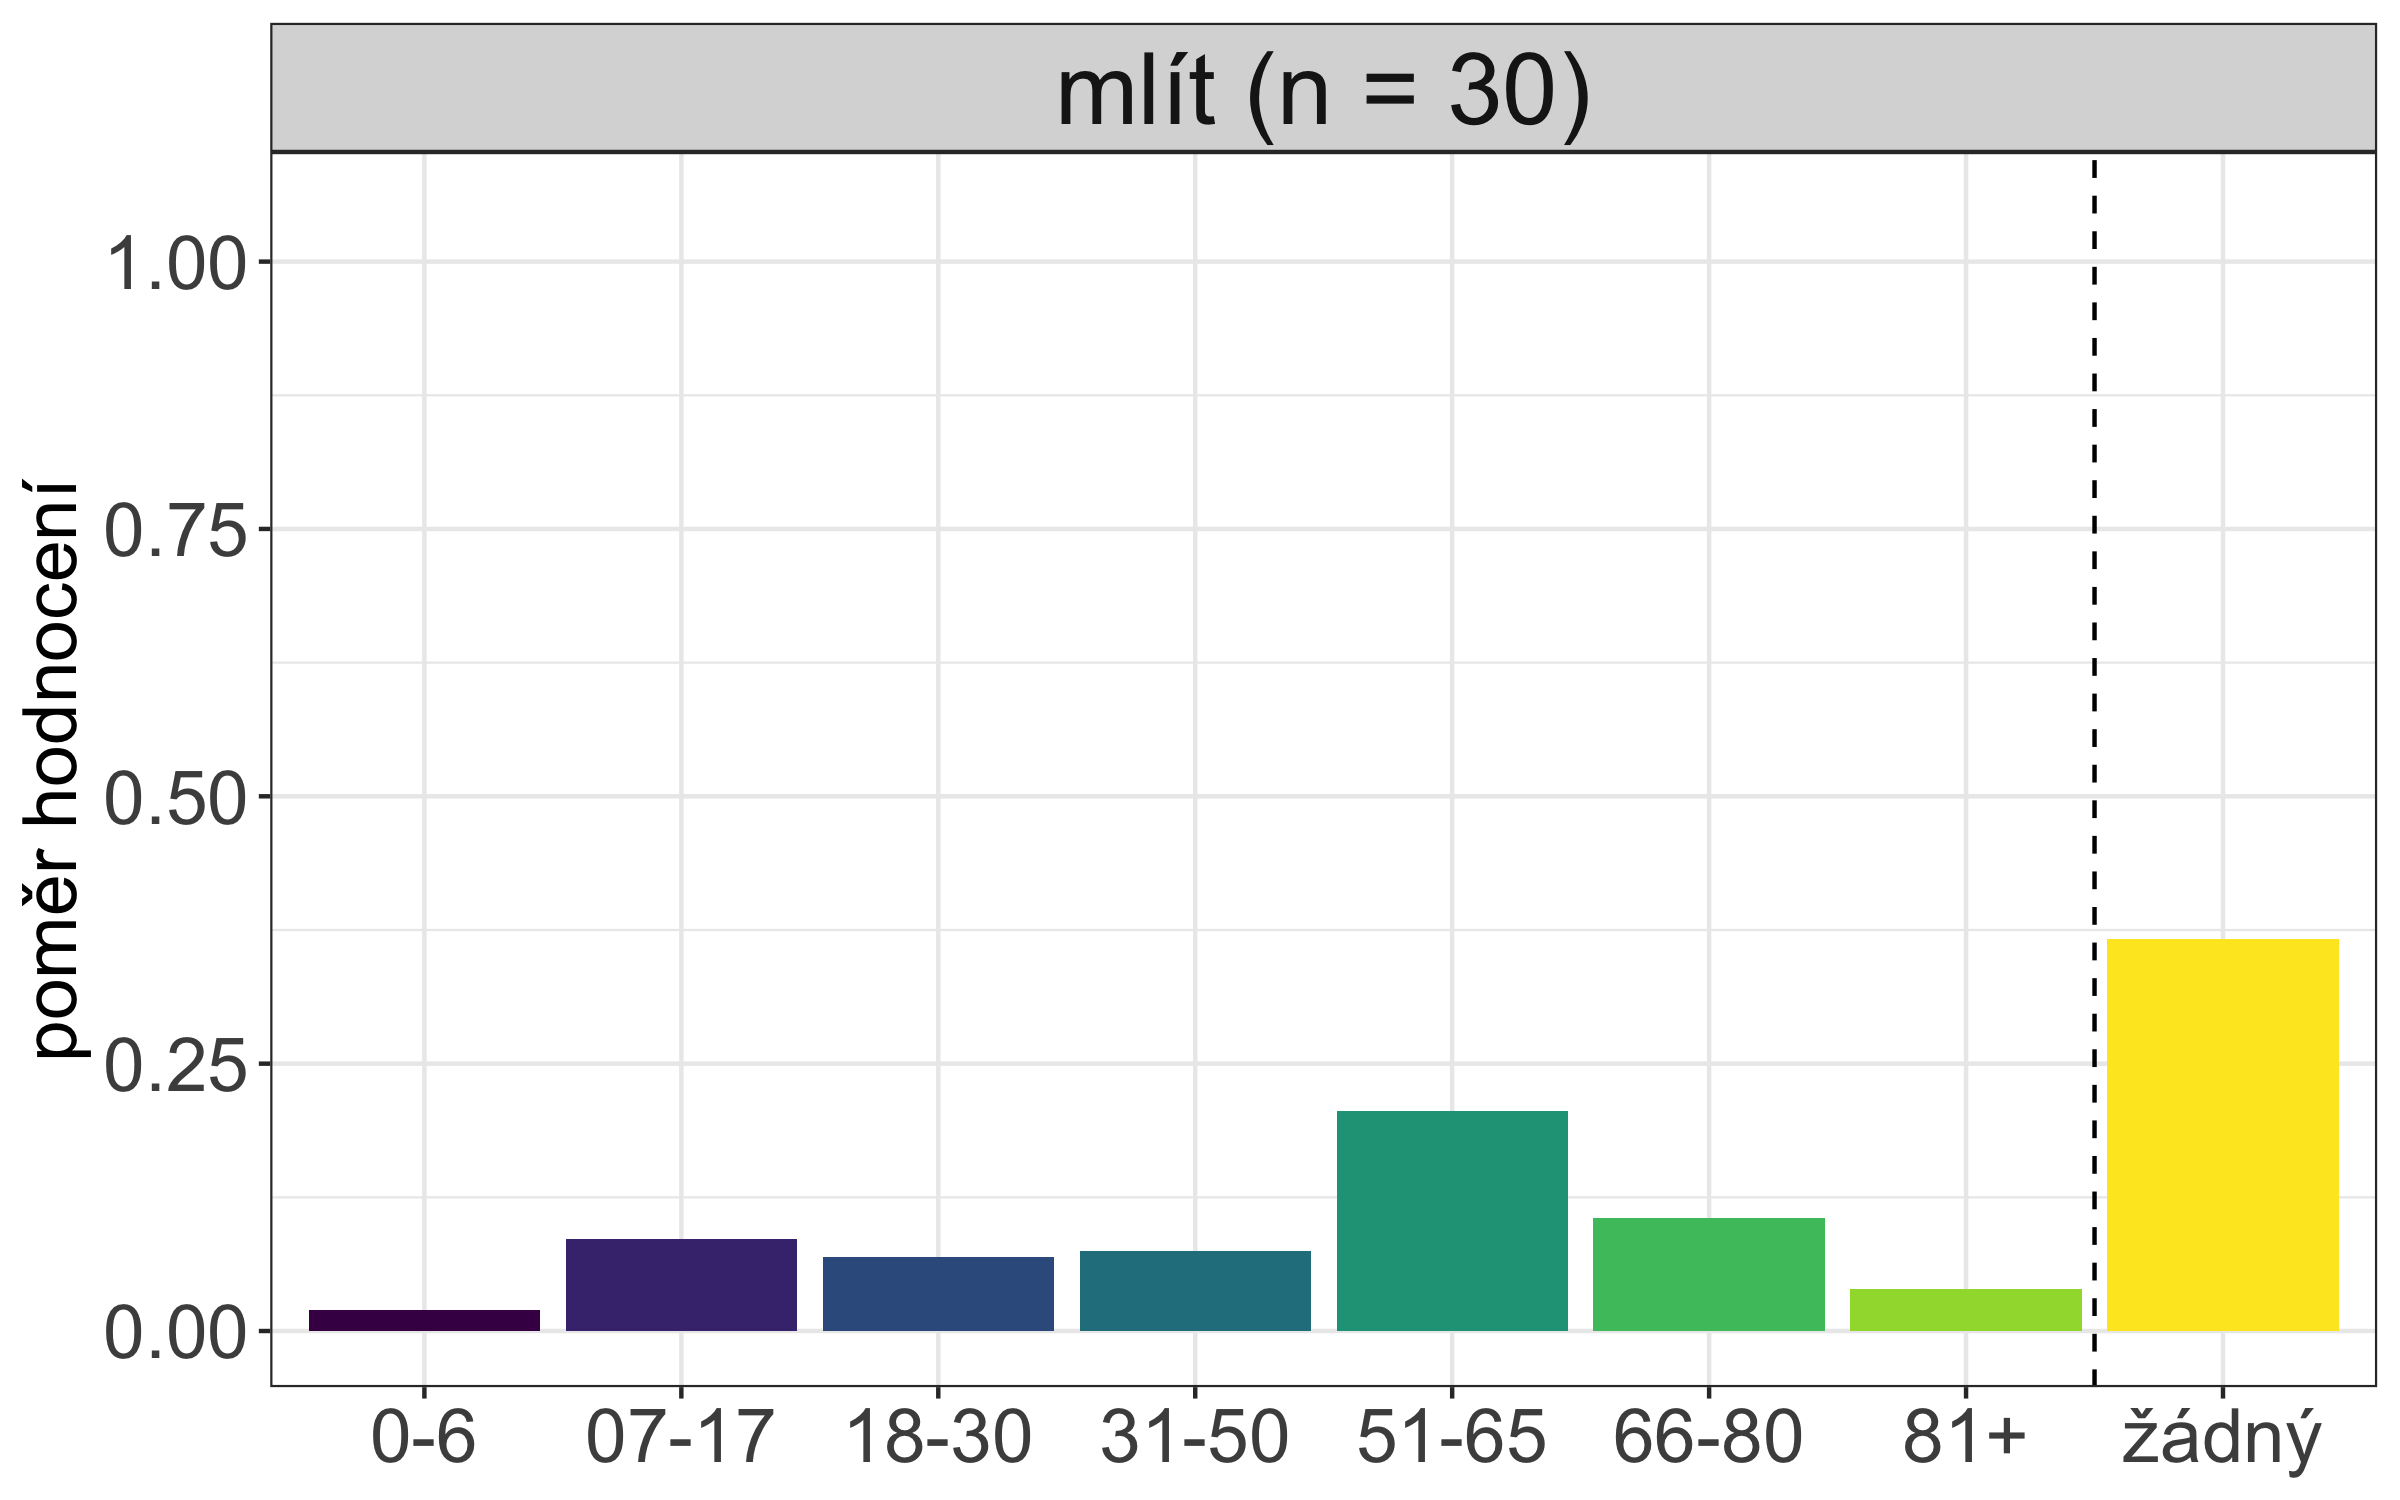 mlít (n = 30)
poměr hodnocení
1.00
0.75
0.50
0.25
0.00
0-6 07-17 18-30 31-50 51-65 66-80 81+ žádný